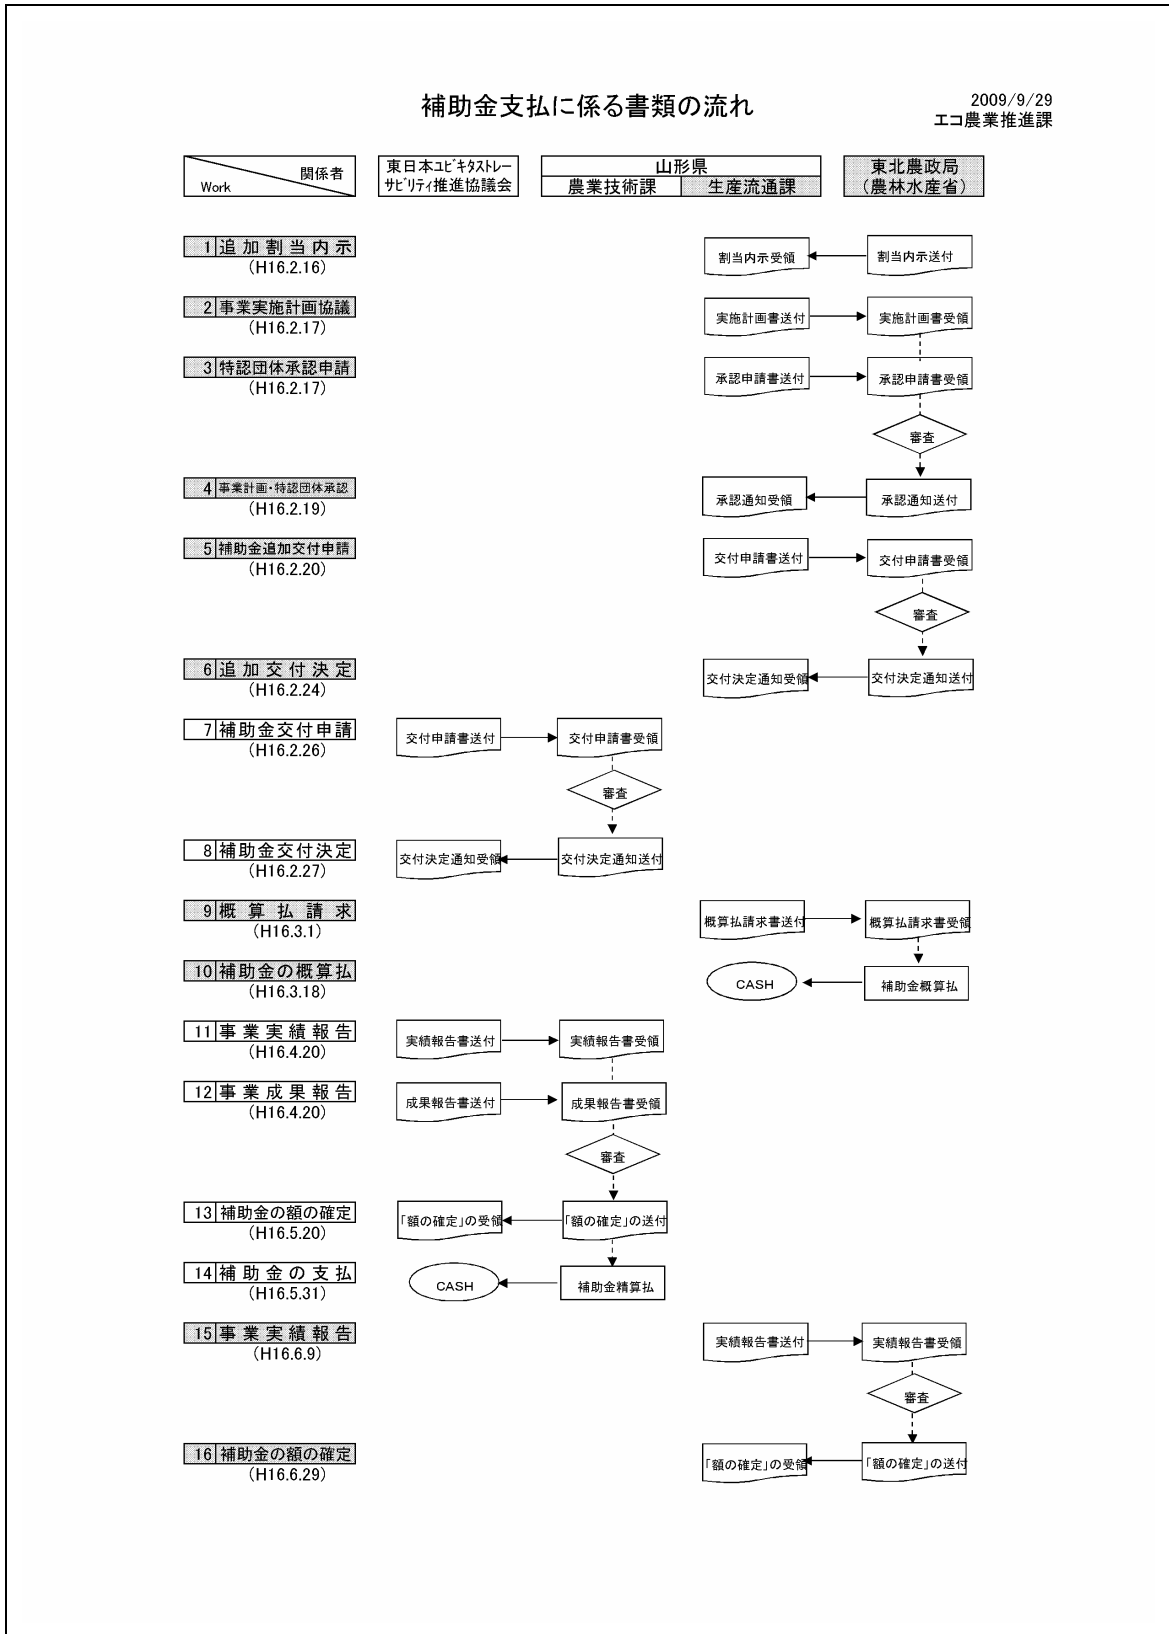 補助金支払に係る書類の流れ
2009/9/29
エコ農業推進課
関係者
Work
東日本ユビキタストレー
サビリティ推進協議会
山形県
農業技術課 生産流通課
東北農政局
(農林水産省)
1 追加割当内示
(H16.2.16)
割当内示受領 割当内示送付
2 事業実施計画協議
(H16.2.17)
実施計画書送付 実施計画書受領
3 特認団体承認申請
(H16.2.17)
承認申請書送付 承認申請書受領
審査
4 事業計画・特認団体承認
(H16.2.19)
承認通知受領 承認通知送付
5 補助金追加交付申請
(H16.2.20)
交付申請書送付 交付申請書受領
審査
6 追加交付決定
(H16.2.24)
交付決定通知受領 交付決定通知送付
7 補助金交付申請
(H16.2.26)
交付申請書送付 交付申請書受領
審査
8 補助金交付決定
(H16.2.27)
交付決定通知受領 交付決定通知送付
9 概算払請求
(H16.3.1)
概算払請求書送付 概算払請求書受領
10 補助金の概算払
(H16.3.18)
CASH 補助金概算払
11 事業実績報告
(H16.4.20)
実績報告書送付 実績報告書受領
12 事業成果報告
(H16.4.20)
成果報告書送付 成果報告書受領
審査
13 補助金の額の確定
(H16.5.20)
「額の確定」の受領 「額の確定」の送付
14 補助金の支払
(H16.5.31)
CASH 補助金精算払
15 事業実績報告
(H16.6.9)
実績報告書送付 実績報告書受領
審査
16 補助金の額の確定
(H16.6.29)
「額の確定」の受領 「額の確定」の送付